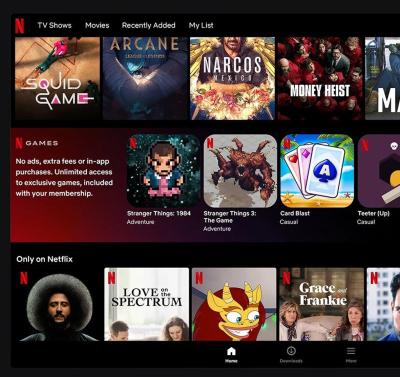 N TV Shows Movies Recently Added My List
SQUID
GAME
ARCANE
NARCOS
MEXICO
MONEY HEIST
MA
N GAMES
No ads, extra fees or in-app
purchases. Unlimited access
to exclusive games, included
with your membership.
Stranger Things: 1984
Adventure
Stranger Things 3:
The Game
Adventure
A
Card Blast
Casual
Teeter (Up)
Casual
Only on Netflix
LOVE on the
SPECTRUM
Grace and
Frankie
Home Downloads More